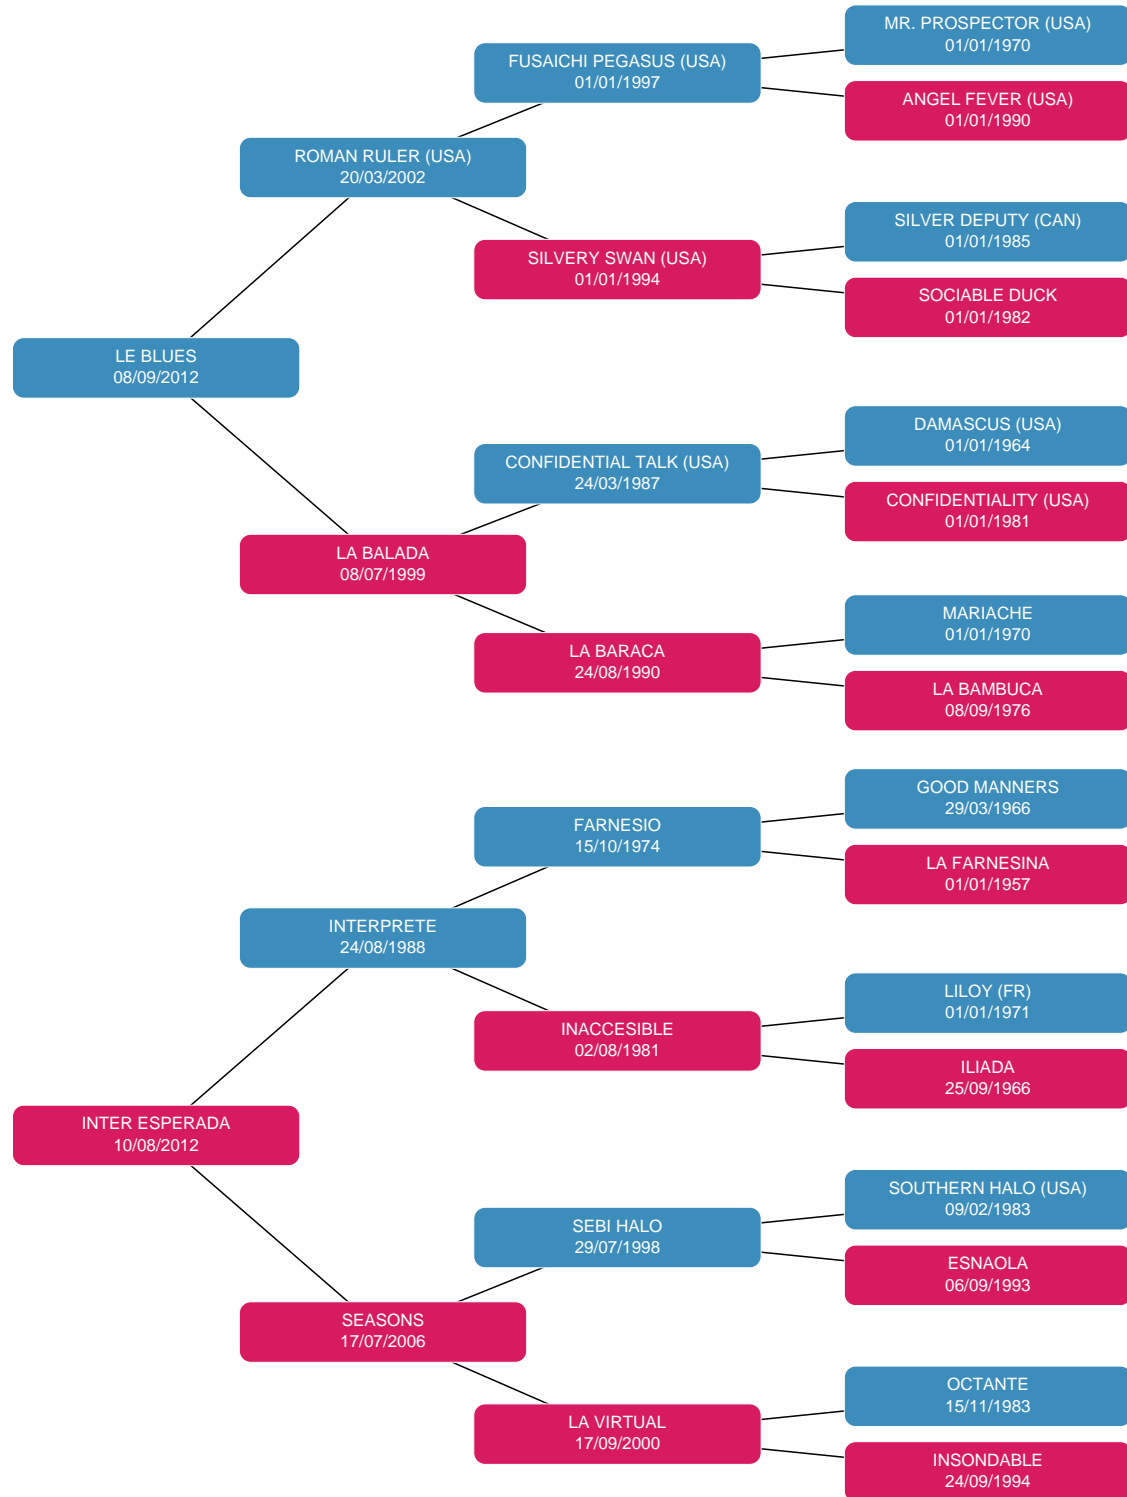 MR. PROSPECTOR (USA)
01/01/1970
FUSAICHI PEGASUS (USA)
01/01/1997
ANGEL FEVER (USA)
01/01/1990
ROMAN RULER (USA)
20/03/2002
SILVER DEPUTY (CAN)
01/01/1985
SILVERY SWAN (USA)
01/01/1994
SOCIABLE DUCK
01/01/1982
LE BLUES
08/09/2012
DAMASCUS (USA)
01/01/1964
CONFIDENTIAL TALK (USA)
24/03/1987
CONFIDENTIALITY (USA)
01/01/1981
LA BALADA
08/07/1999
MARIACHE
01/01/1970
LA BARACA
24/08/1990
LA BAMBUCA
08/09/1976
GOOD MANNERS
29/03/1966
FARNESIO
15/10/1974
LA FARNESINA
01/01/1957
INTERPRETE
24/08/1988
LILOY (FR)
01/01/1971
INACCESIBLE
02/08/1981
ILIADA
25/09/1966
INTER ESPERADA
10/08/2012
SOUTHERN HALO (USA)
09/02/1983
SEBI HALO
29/07/1998
ESNAOLA
06/09/1993
SEASONS
17/07/2006
OCTANTE
15/11/1983
LA VIRTUAL
17/09/2000
INSONDABLE
24/09/1994